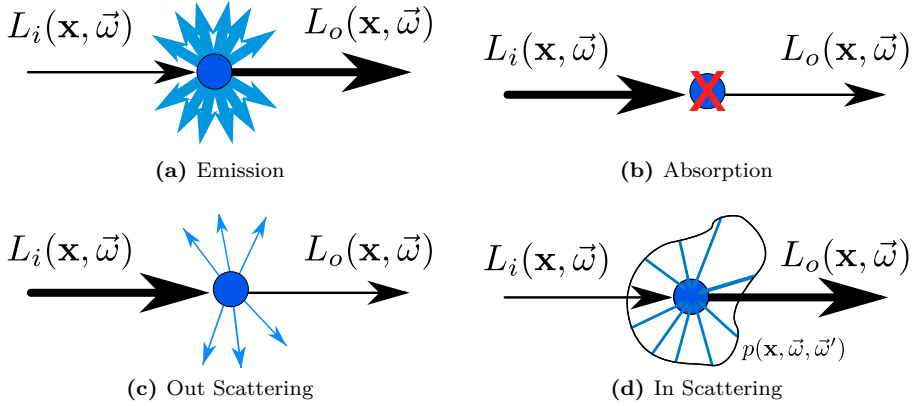 L_i(x, ω⃗) L_o(x, ω⃗)
(a) Emission
L_i(x, ω⃗) L_o(x, ω⃗)
X
(b) Absorption
L_i(x, ω⃗) L_o(x, ω⃗)
(c) Out Scattering
L_i(x, ω⃗) L_o(x, ω⃗)
p(x, ω⃗, ω⃗′)
(d) In Scattering